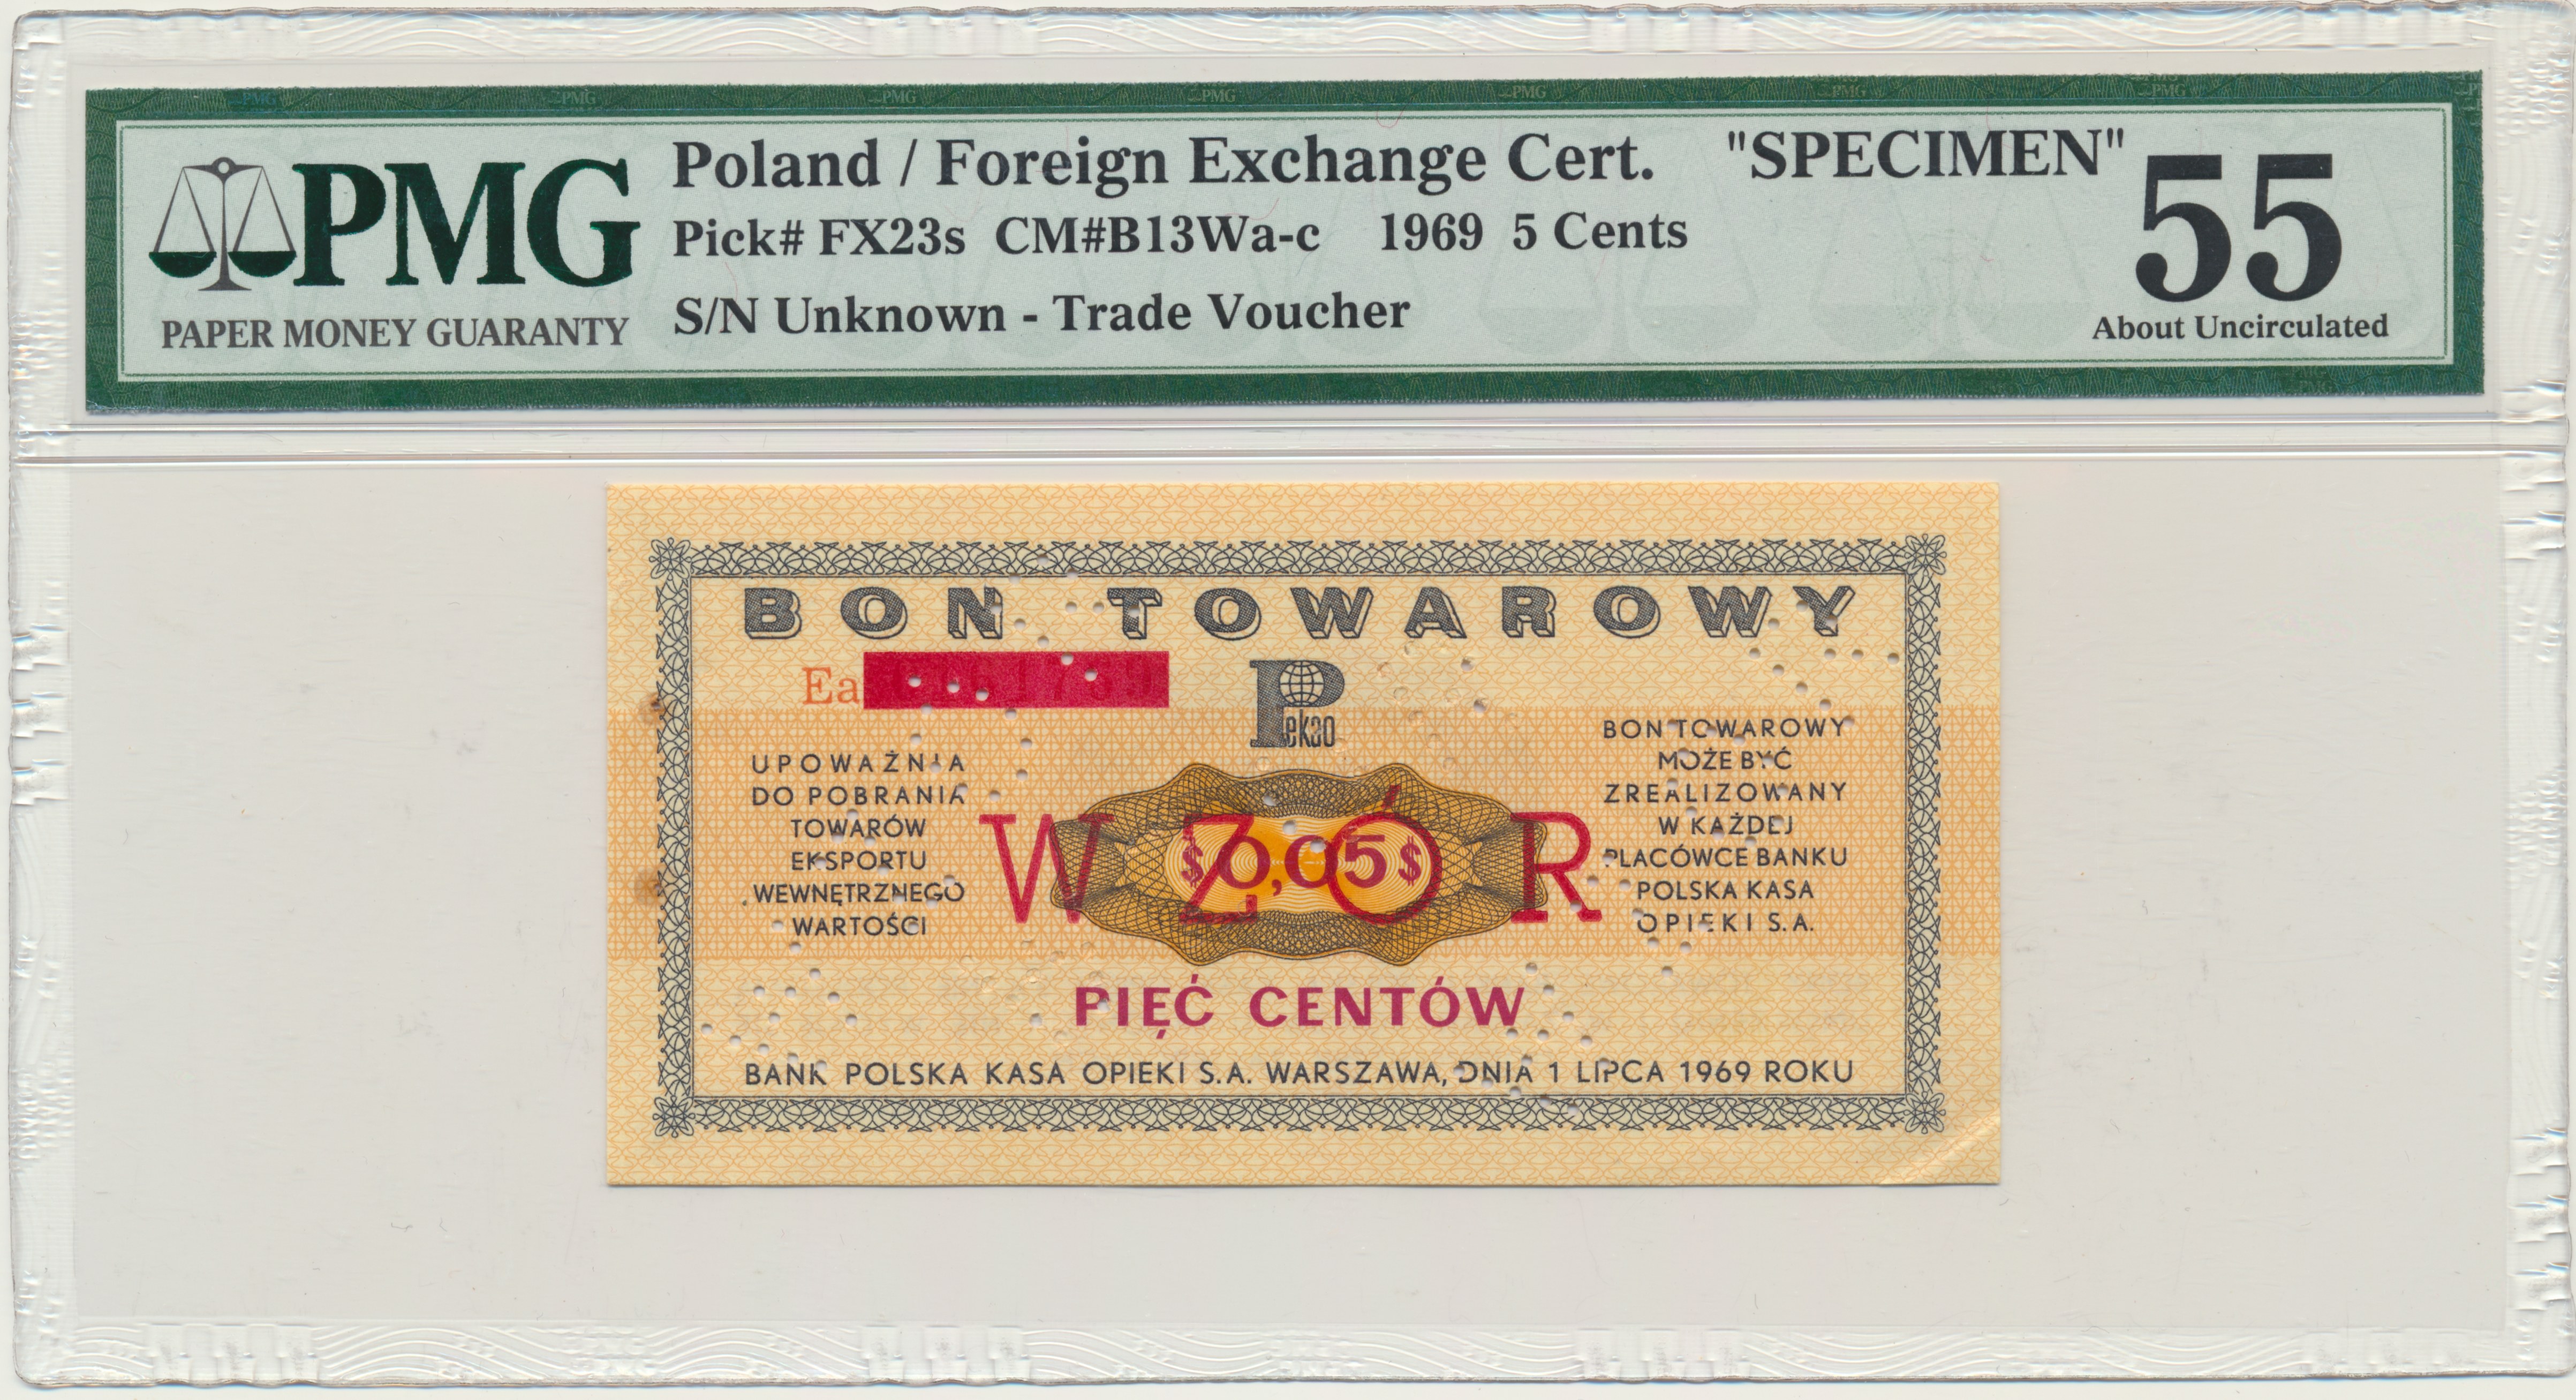 PMG
PAPER MONEY GUARANTY
Poland / Foreign Exchange Cert. "SPECIMEN"
Pick# FX23s CM#B13Wa-c 1969 5 Cents
S/N Unknown - Trade Voucher
55
About Uncirculated
BON TOWAROWY
Ea
Pekao
UPOWAŻNIA
DO POBRANIA
TOWARÓW
EKSPORTU
WEWNĘTRZNEGO
WARTOŚCI
WZÓR
$0,05$
BON TOWAROWY
MOŻE BYĆ
ZREALIZOWANY
W KAŻDEJ
PLACÓWCE BANKU
POLSKA KASA
OPIEKI S.A.
PIĘĆ CENTÓW
BANK POLSKA KASA OPIEKI S.A. WARSZAWA, DNIA 1 LIPCA 1969 ROKU